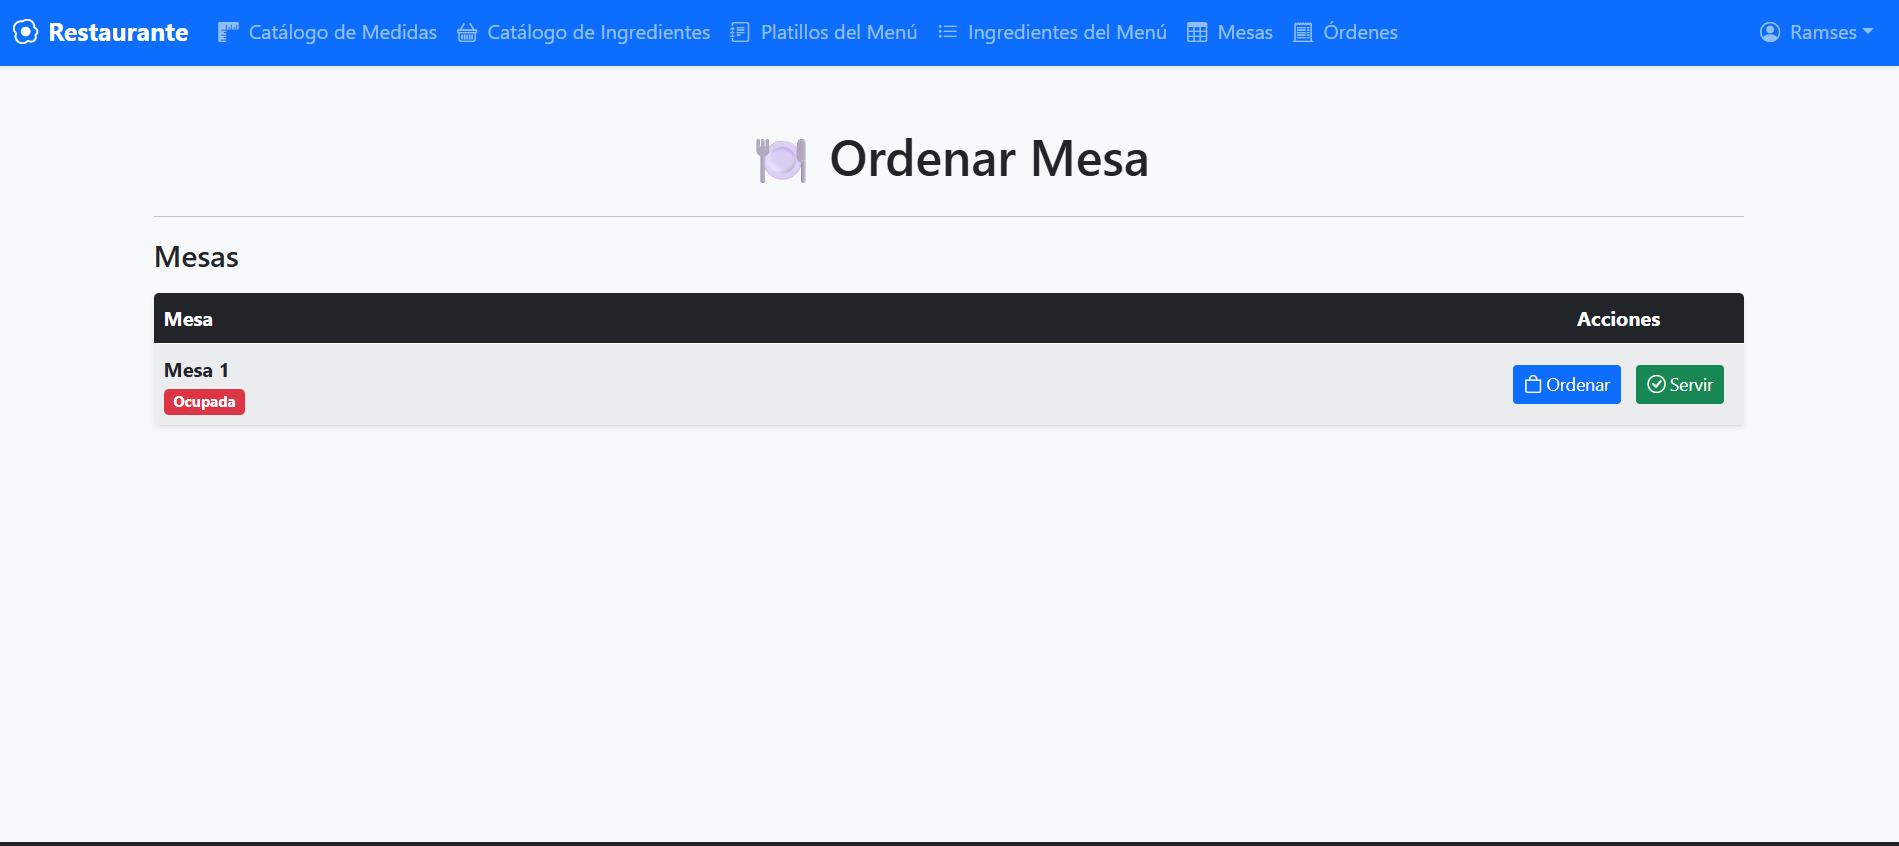 Restaurante Catálogo de Medidas Catálogo de Ingredientes Platillos del Menú Ingredientes del Menú Mesas Órdenes Ramses
Ordenar Mesa
Mesas
Mesa Acciones
Mesa 1
Ocupada
Ordenar Servir